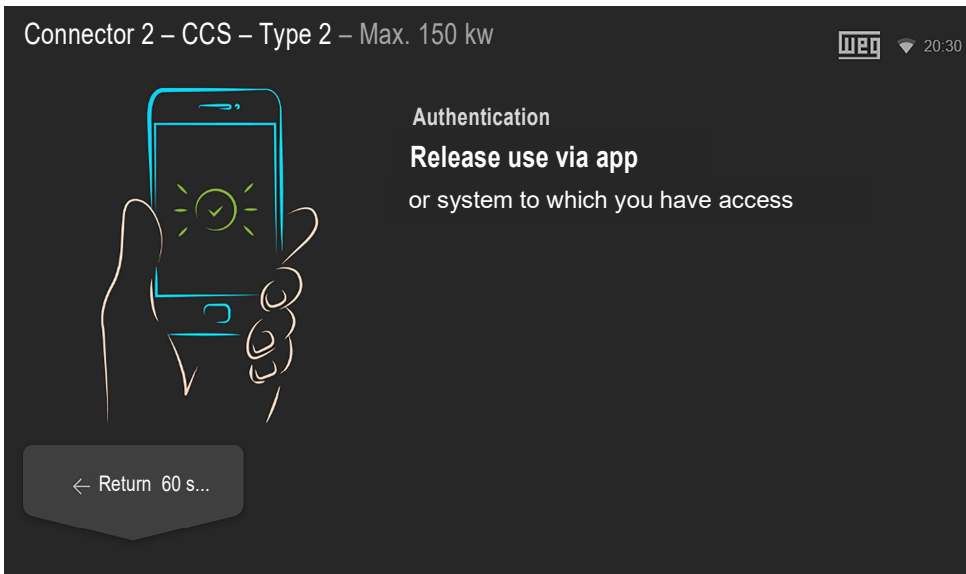 Connector 2 – CCS – Type 2 – Max. 150 kw
WEG
20:30
Authentication
Release use via app
or system to which you have access
← Return 60 s...